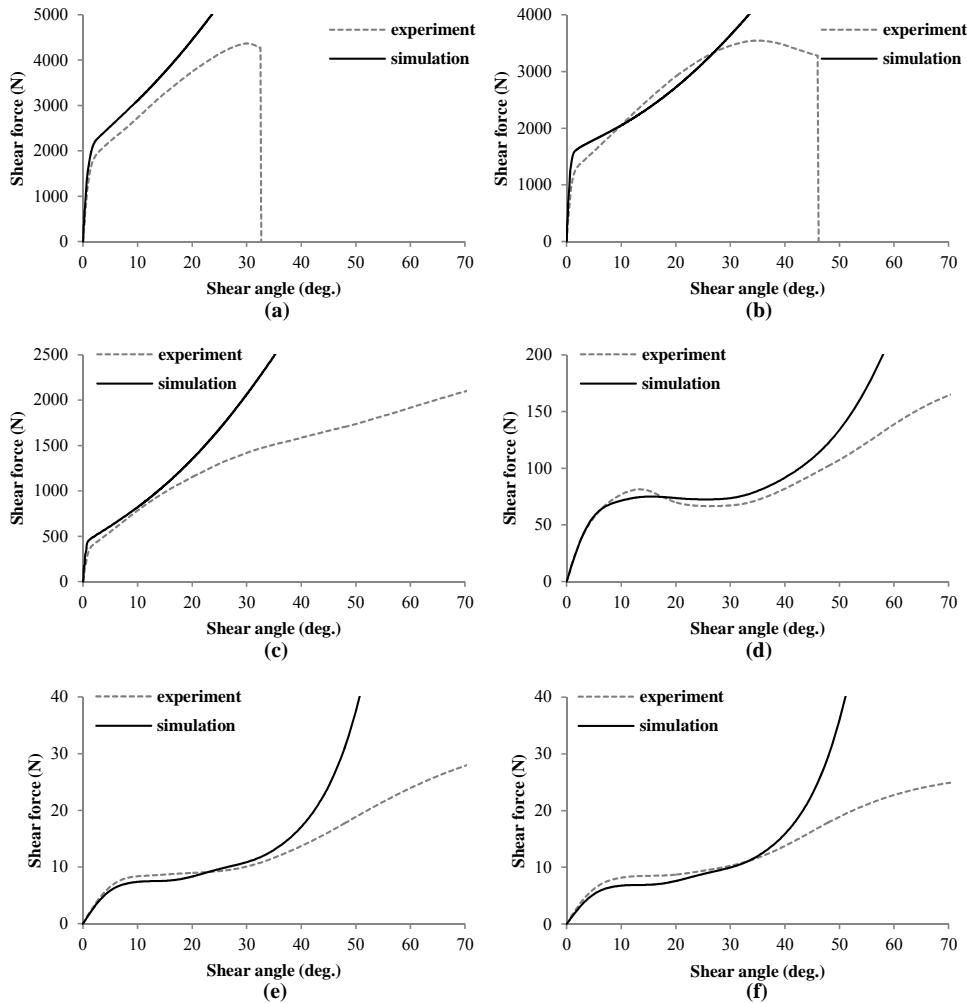 5000
4000
3000
2000
1000
0
Shear force (N)
experiment
simulation
0 10 20 30 40 50 60 70
Shear angle (deg.)
(a)
4000
3000
2000
1000
0
Shear force (N)
experiment
simulation
0 10 20 30 40 50 60 70
Shear angle (deg.)
(b)
2500
2000
1500
1000
500
0
Shear force (N)
experiment
simulation
0 10 20 30 40 50 60 70
Shear angle (deg.)
(c)
200
150
100
50
0
Shear force (N)
experiment
simulation
0 10 20 30 40 50 60 70
Shear angle (deg.)
(d)
40
30
20
10
0
Shear force (N)
experiment
simulation
0 10 20 30 40 50 60 70
Shear angle (deg.)
(e)
40
30
20
10
0
Shear force (N)
experiment
simulation
0 10 20 30 40 50 60 70
Shear angle (deg.)
(f)